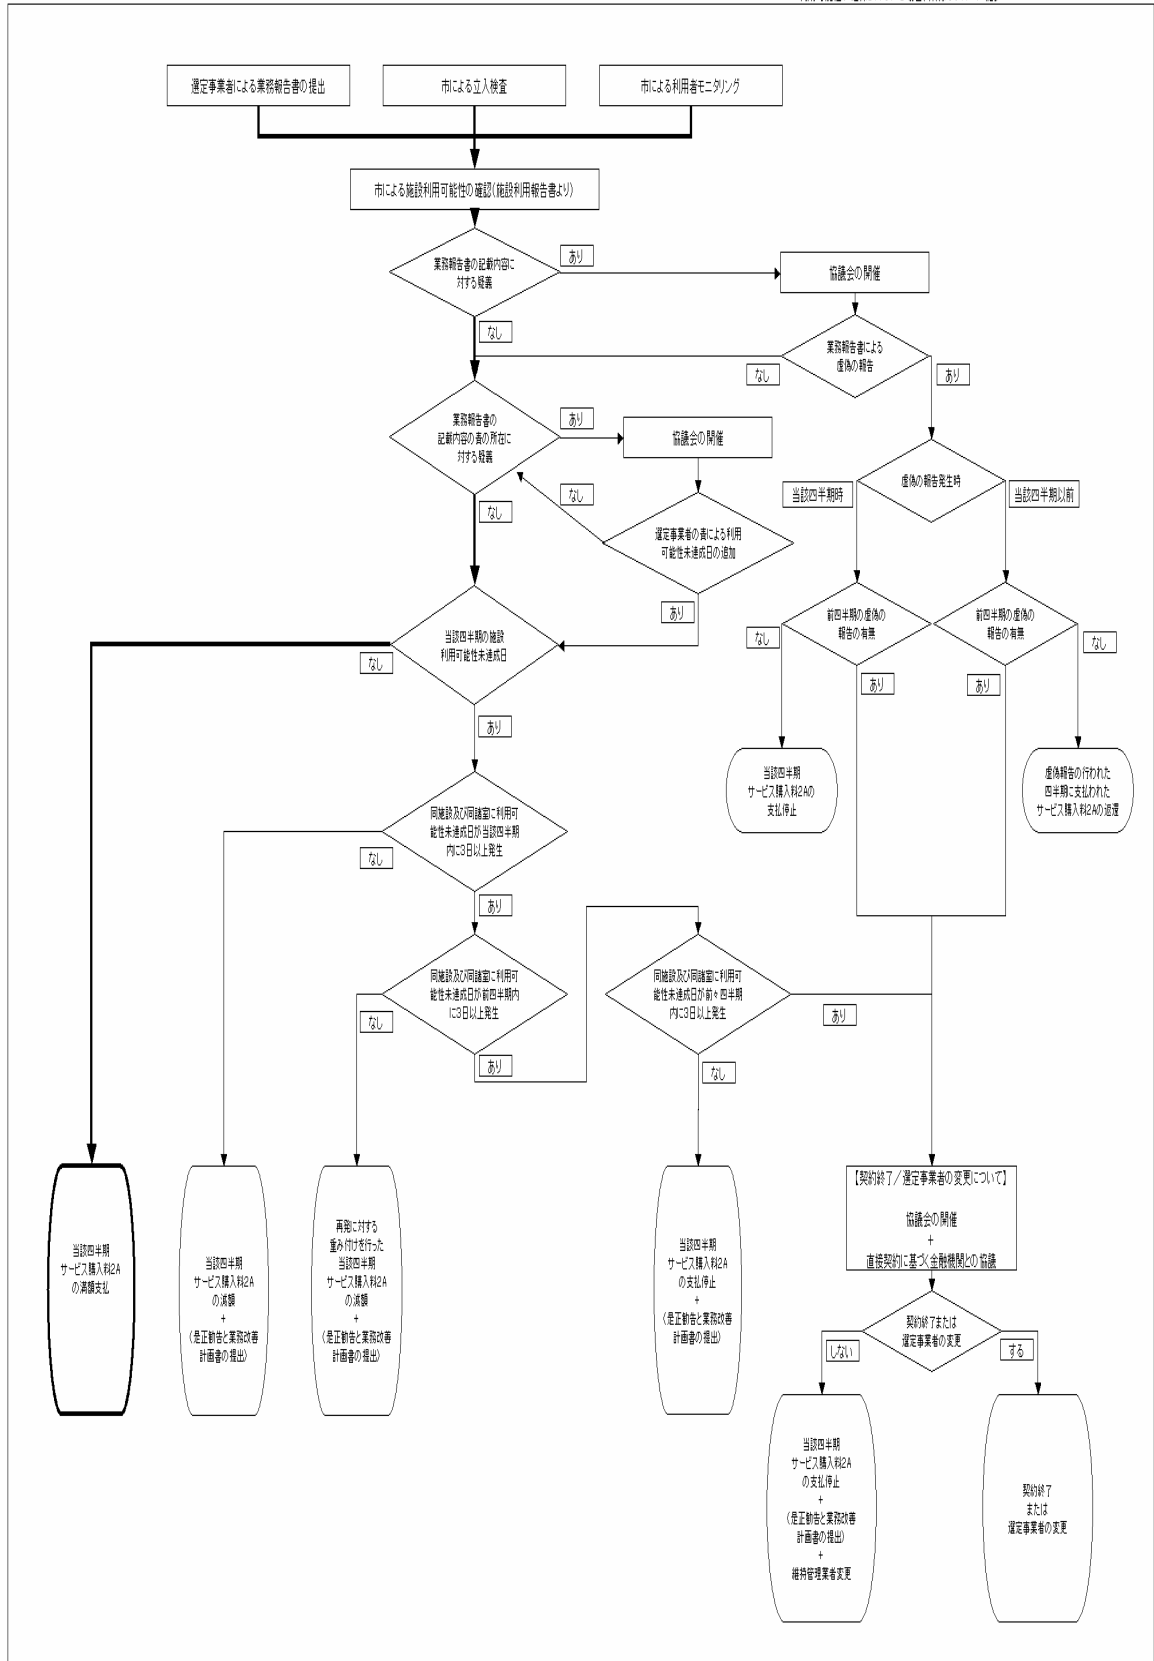 選定事業者による業務報告書の提出
市による立入検査
市による利用者モニタリング
市による施設利用可能性の確認(施設利用報告書より)
業務報告書の記載内容に
対する疑義
あり
協議会の開催
なし
業務報告書による
虚偽の報告
なし
あり
業務報告書の
記載内容の責の所在に
対する疑義
あり
協議会の開催
なし
なし
選定事業者の責による利用
可能性未達成日の追加
あり
虚偽の報告発生時
当該四半期時
当該四半期以前
前四半期の虚偽の
報告の有無
前四半期の虚偽の
報告の有無
なし
あり
あり
なし
当該四半期
サービス購入料2Aの
支払停止
虚偽報告の行われた
四半期に支払われた
サービス購入料2Aの返還
当該四半期の施設
利用可能性未達成日
なし
あり
同施設及び同諸室に利用可
能性未達成日が当該四半期
内に3日以上発生
なし
あり
同施設及び同諸室に利用可
能性未達成日が前四半期内
に3日以上発生
なし
あり
同施設及び同諸室に利用可
能性未達成日が前々四半期
内に3日以上発生
あり
なし
当該四半期
サービス購入料2A
の満額支払
当該四半期
サービス購入料2A
の減額
+
(是正勧告と業務改善
計画書の提出)
再発に対する
重み付けを行った
当該四半期
サービス購入料2A
の減額
+
(是正勧告と業務改善
計画書の提出)
当該四半期
サービス購入料2A
の支払停止
+
(是正勧告と業務改善
計画書の提出)
【契約終了/選定事業者の変更について】
協議会の開催
+
直接契約に基づく金融機関との協議
契約終了または
選定事業者の変更
しない
する
当該四半期
サービス購入料2A
の支払停止
+
(是正勧告と業務改善
計画書の提出)
+
維持管理業者変更
契約終了
または
選定事業者の変更